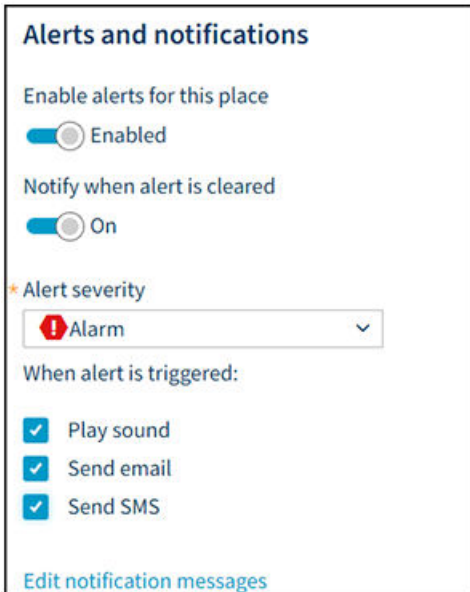 Alerts and notifications
Enable alerts for this place
Enabled
Notify when alert is cleared
On
* Alert severity
! Alarm
When alert is triggered:
Play sound
Send email
Send SMS
Edit notification messages